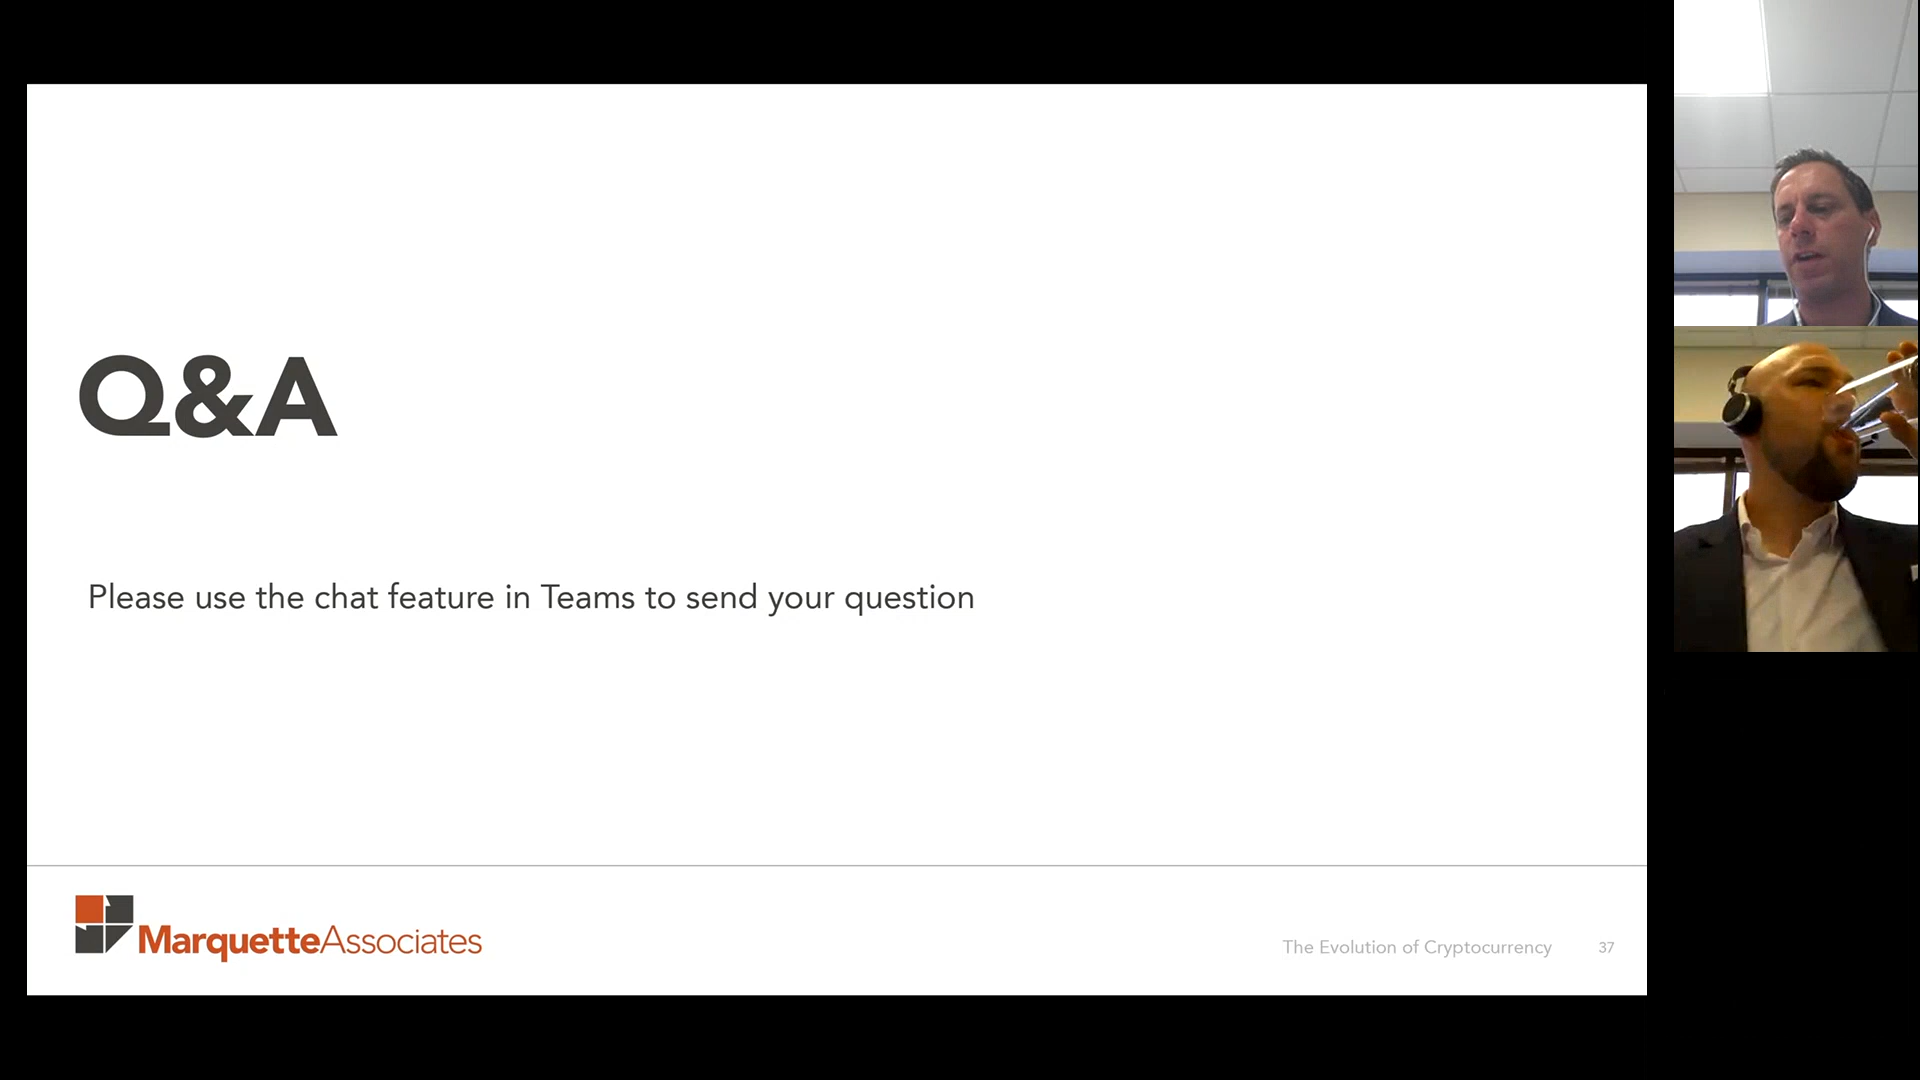 Q&A
Please use the chat feature in Teams to send your question
MarquetteAssociates
The Evolution of Cryptocurrency 37